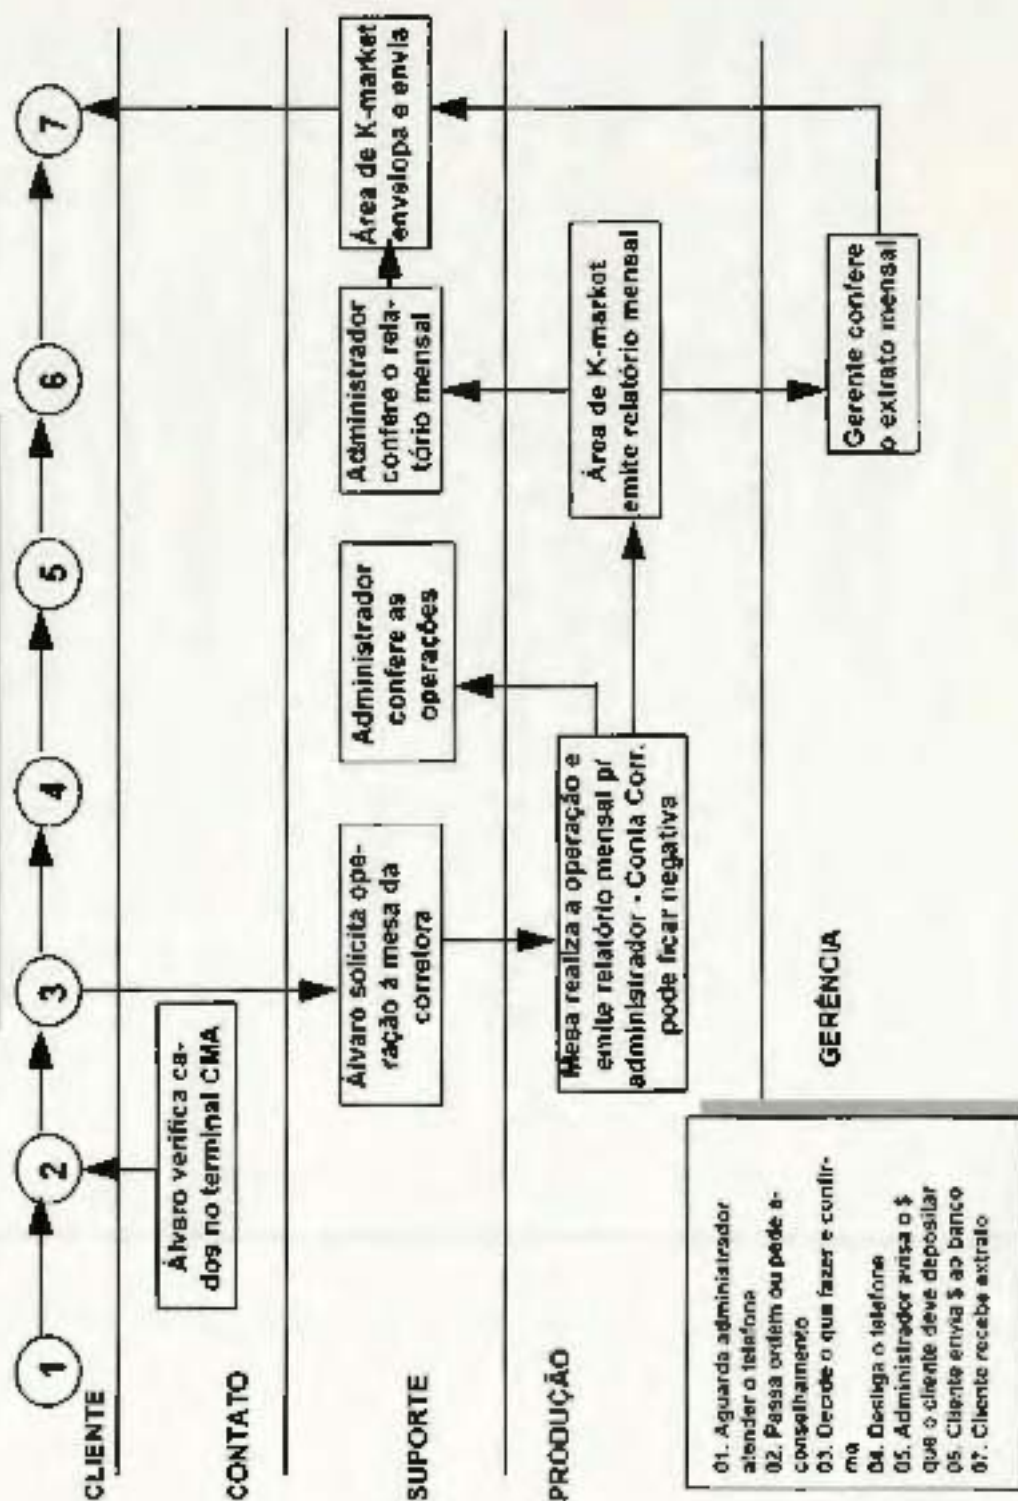 1
2
3
4
5
6
7
CLIENTE
Álvaro verifica ca-
dos no terminal CMA
CONTATO
Álvaro solicita ope-
ração à mesa da
corretora
Administrador
confere as
operações
Administrador
confere o rela-
tório mensal
Área de K-market
envelopa e envia
SUPORTE
Mesa realiza a operação e
emite relatório mensal p/
administrador - Conta Corr.
pode ficar negativa
Área de K-market
emite relatório mensal
PRODUÇÃO
Gerente confere
o extrato mensal
GERÊNCIA
01. Aguarda administrador
atender o telefone
02. Passa ordem ou pede a-
conselhamento
03. Decide o que fazer e confir-
ma
04. Desliga o telefone
05. Administrador avisa o $
que o cliente deve depositar
06. Cliente envia $ ao banco
07. Cliente recebe extrato